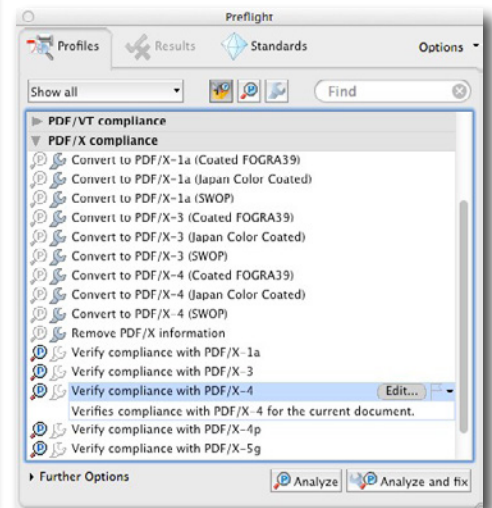 Preflight
Profiles Results Standards Options
Show all Find
PDF/VT compliance
PDF/X compliance
Convert to PDF/X-1a (Coated FOGRA39)
Convert to PDF/X-1a (Japan Color Coated)
Convert to PDF/X-1a (SWOP)
Convert to PDF/X-3 (Coated FOGRA39)
Convert to PDF/X-3 (Japan Color Coated)
Convert to PDF/X-3 (SWOP)
Convert to PDF/X-4 (Coated FOGRA39)
Convert to PDF/X-4 (Japan Color Coated)
Convert to PDF/X-4 (SWOP)
Remove PDF/X information
Verify compliance with PDF/X-1a
Verify compliance with PDF/X-3
Verify compliance with PDF/X-4 Edit...
Verifies compliance with PDF/X-4 for the current document.
Verify compliance with PDF/X-4p
Verify compliance with PDF/X-5g
Further Options Analyze Analyze and fix